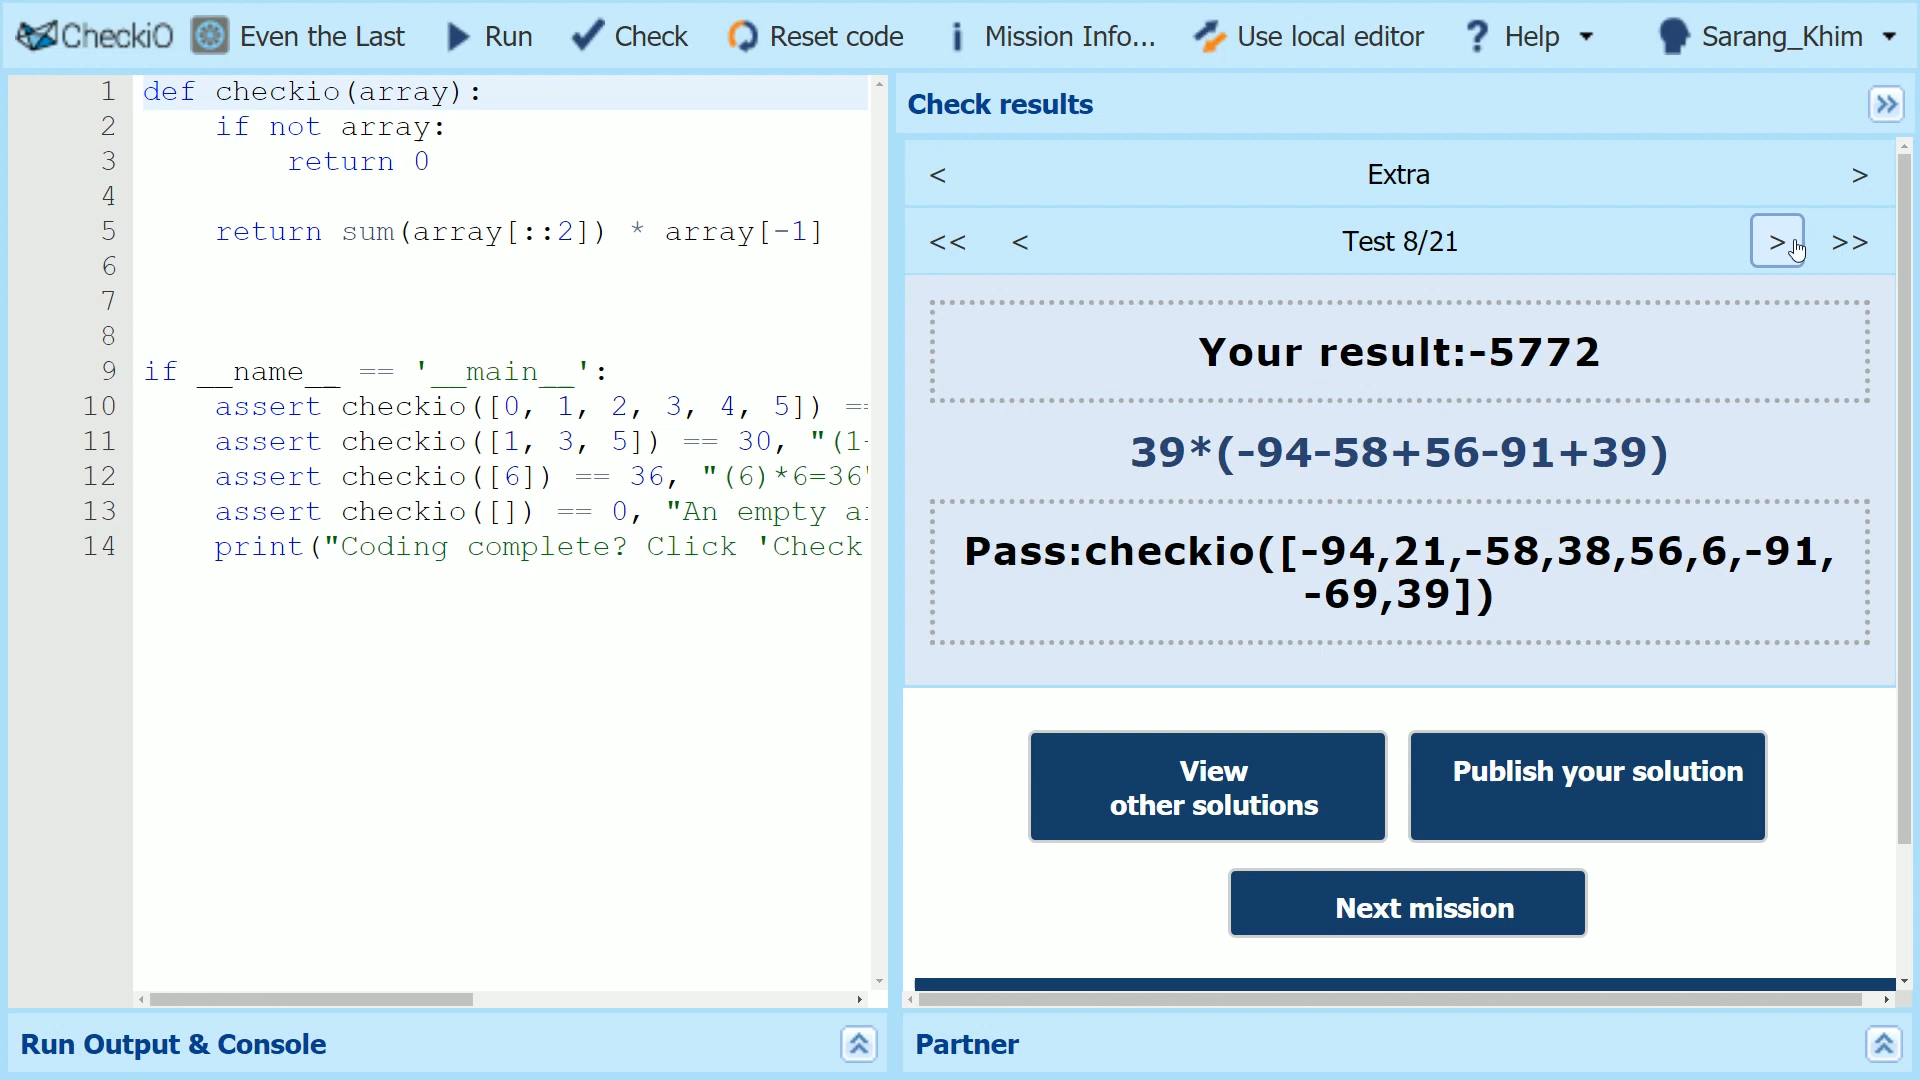 CheckiO Even the Last Run Check Reset code Mission Info... Use local editor Help Sarang_Khim
1 def checkio(array):
2 if not array:
3 return 0
4
5 return sum(array[::2]) * array[-1]
6
7
8
9 if __name__ == '__main__':
10 assert checkio([0, 1, 2, 3, 4, 5]) ==
11 assert checkio([1, 3, 5]) == 30, "(1
12 assert checkio([6]) == 36, "(6)*6=36"
13 assert checkio([]) == 0, "An empty
14 print("Coding complete? Click 'Check
Check results
< Extra >
<< < Test 8/21 > >>
Your result:-5772
39*(-94-58+56-91+39)
Pass:checkio([-94,21,-58,38,56,6,-91,
-69,39])
View
other solutions
Publish your solution
Next mission
Run Output & Console
Partner